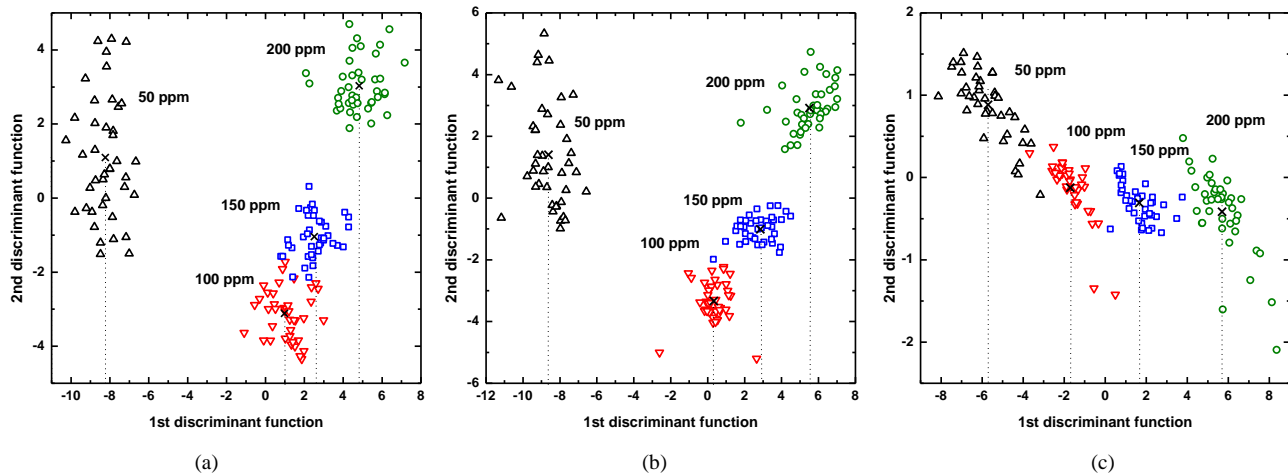 2nd discriminant function
4
2
0
-2
-4
-10 -8 -6 -4 -2 0 2 4 6 8
1st discriminant function
50 ppm
200 ppm
150 ppm
100 ppm
(a)
2nd discriminant function
6
4
2
0
-2
-4
-6
-12 -10 -8 -6 -4 -2 0 2 4 6 8
1st discriminant function
50 ppm
200 ppm
150 ppm
100 ppm
(b)
2nd discriminant function
2
1
0
-1
-2
-8 -6 -4 -2 0 2 4 6 8
1st discriminant function
50 ppm
100 ppm
150 ppm
200 ppm
(c)